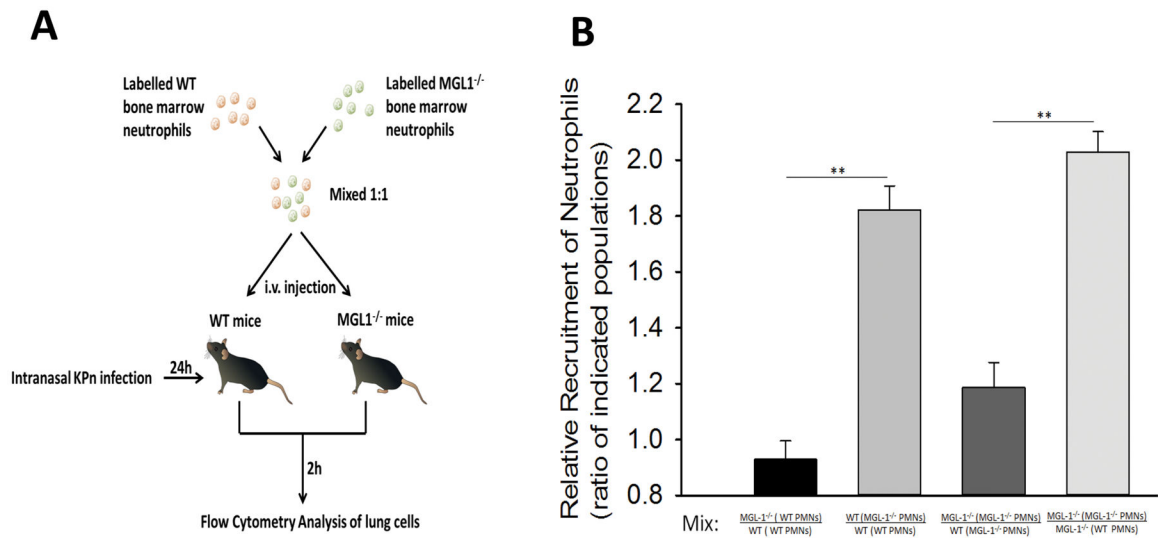 A
Labelled WT
bone marrow
neutrophils
Labelled MGL1-/-
bone marrow
neutrophils
Mixed 1:1
i.v. injection
WT mice
MGL1-/- mice
Intranasal KPn infection
24h
2h
Flow Cytometry Analysis of lung cells
B
Relative Recruitment of Neutrophils
(ratio of indicated populations)
2.2
2.0
1.8
1.6
1.4
1.2
1.0
0.8
**
**
Mix:
MGL-1-/- ( WT PMNs)
WT ( WT PMNs)
WT (MGL-1-/- PMNs)
WT (WT PMNs)
MGL-1-/- (MGL-1-/- PMNs)
WT (MGL-1-/- PMNs)
MGL-1-/- (MGL-1-/- PMNs)
MGL-1-/- (WT PMNs)